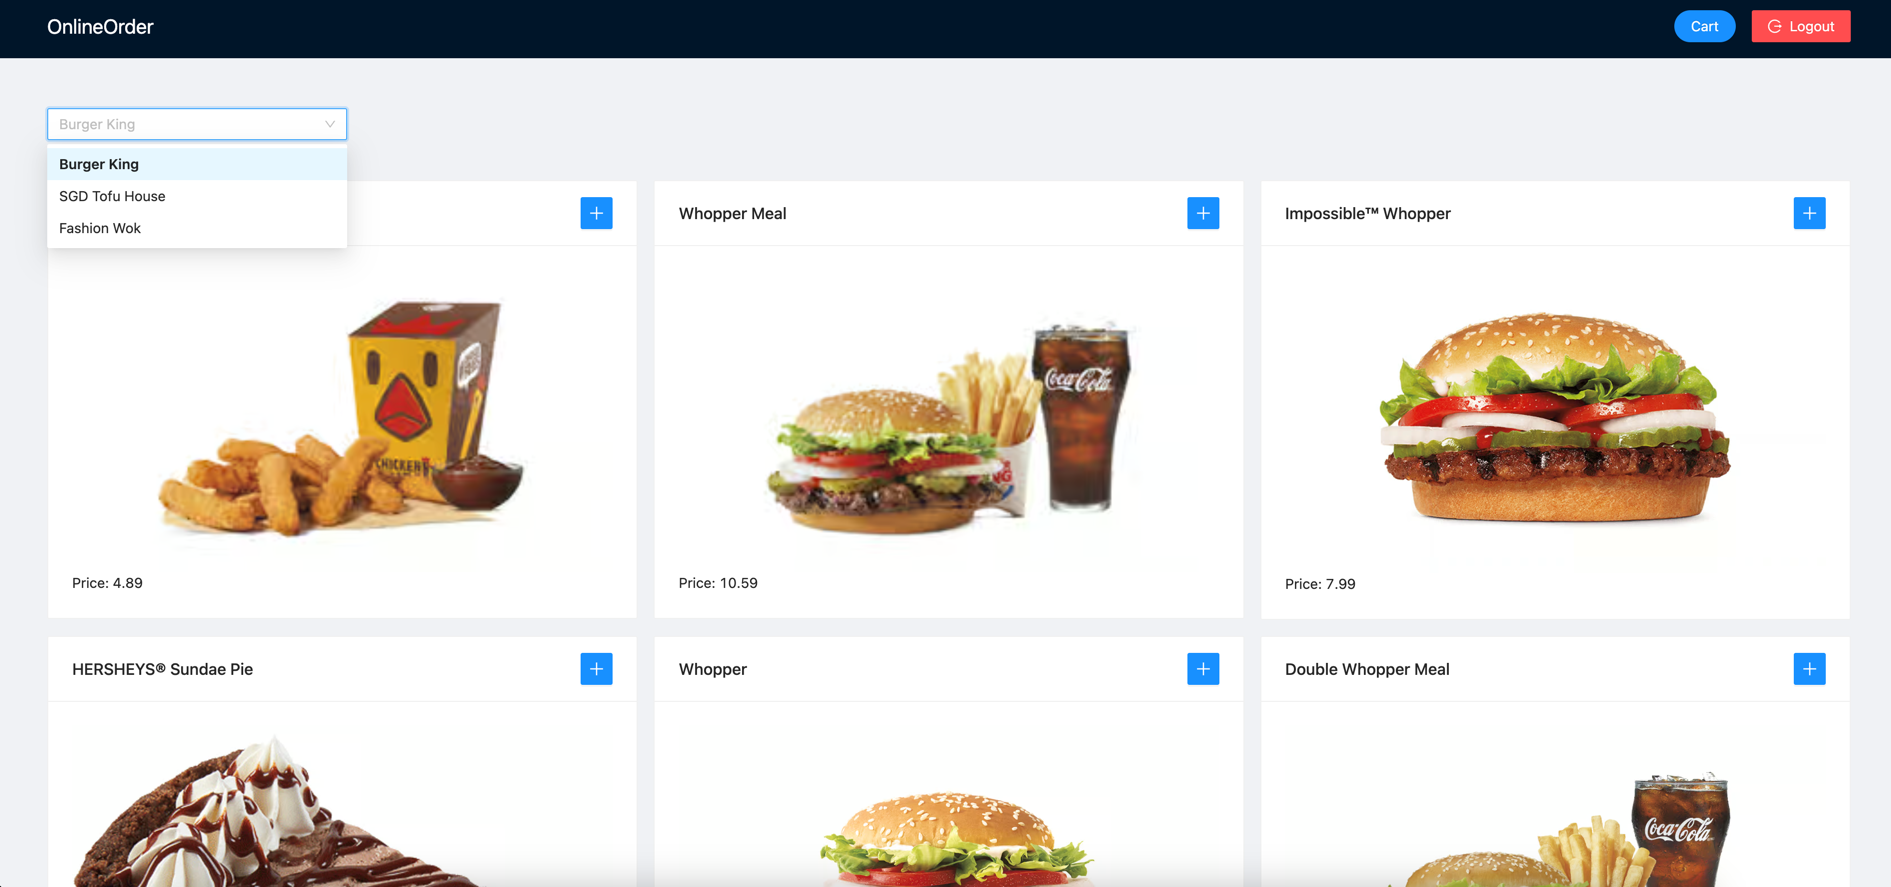 OnlineOrder
Cart
Logout
Burger King
Burger King
SGD Tofu House
Fashion Wok
Whopper Meal
Impossible™ Whopper
CHICKEN
Coca-Cola
Price: 4.89
Price: 10.59
Price: 7.99
HERSHEYS® Sundae Pie
Whopper
Double Whopper Meal
Coca-Cola